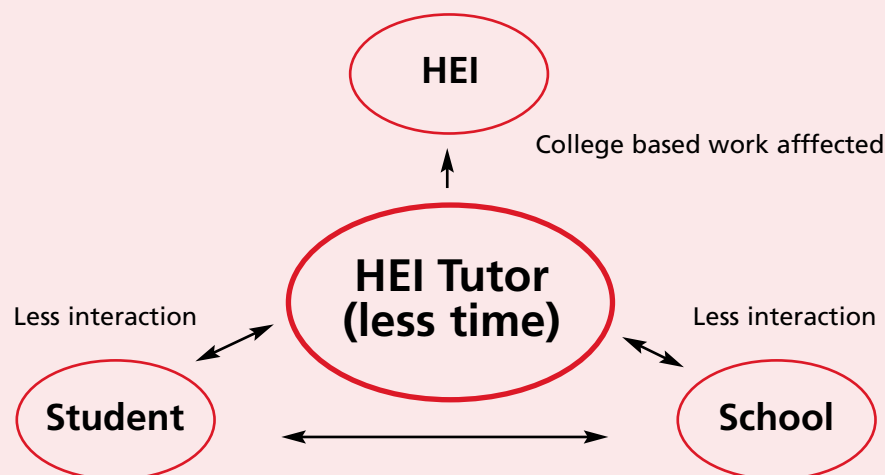 HEI
College based work afffected
HEI Tutor
(less time)
Less interaction
Less interaction
Student
School